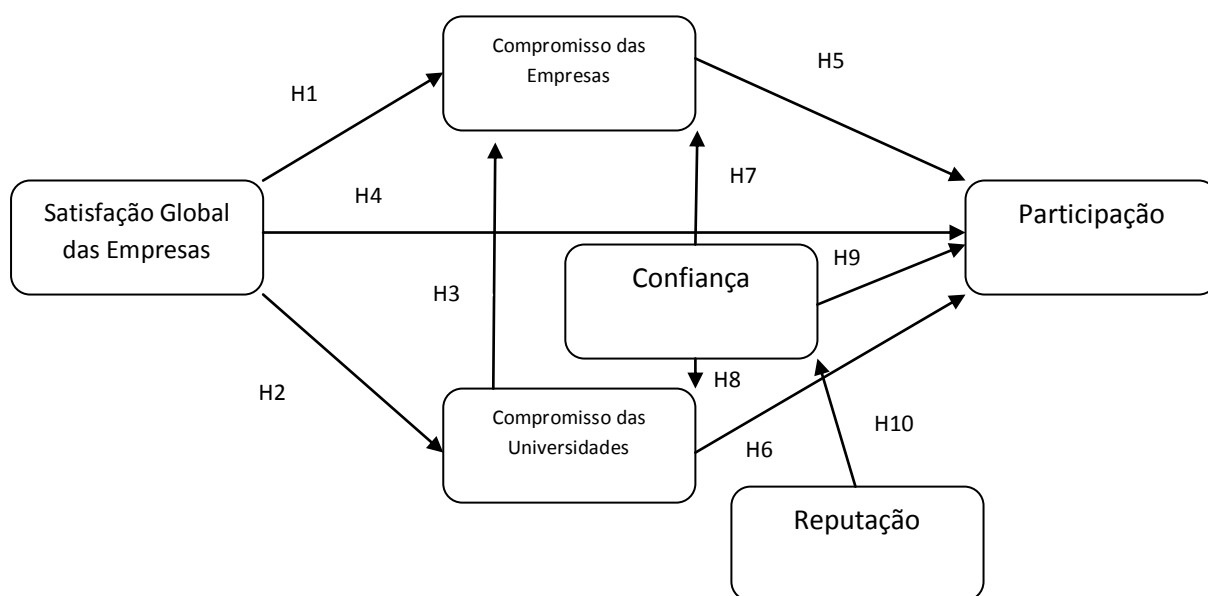 Compromisso das
Empresas
H5
H1
H7
H4
Satisfação Global
das Empresas
Participação
H9
Confiança
H3
H8
H2
Compromisso das
Universidades
H6
H10
Reputação